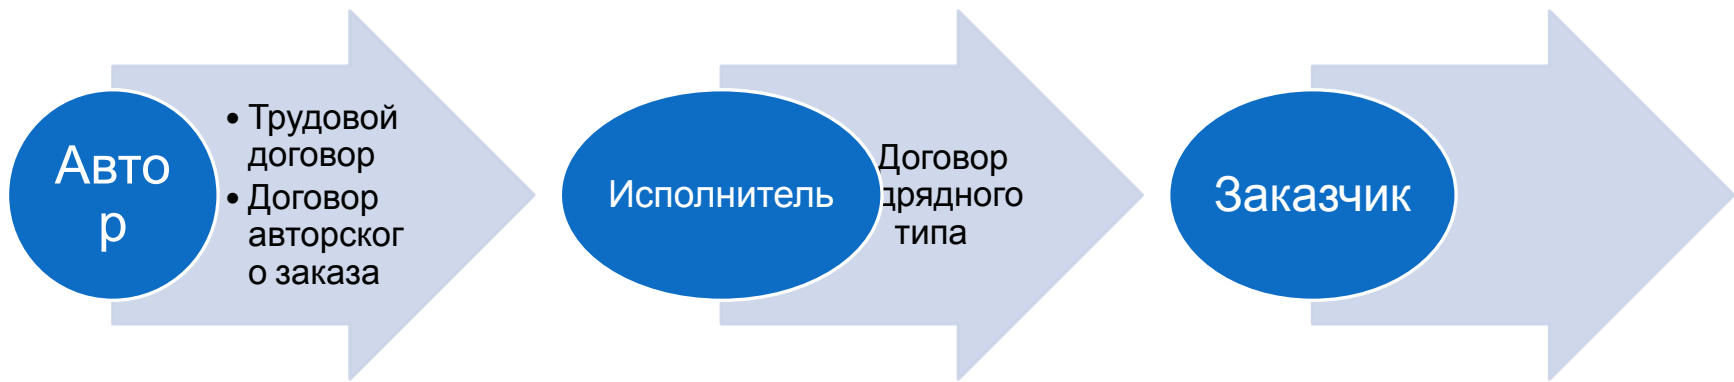 Авто
р
• Трудовой
договор
• Договор
авторског
о заказа
Исполнитель
Договор
дрядного
типа
Заказчик